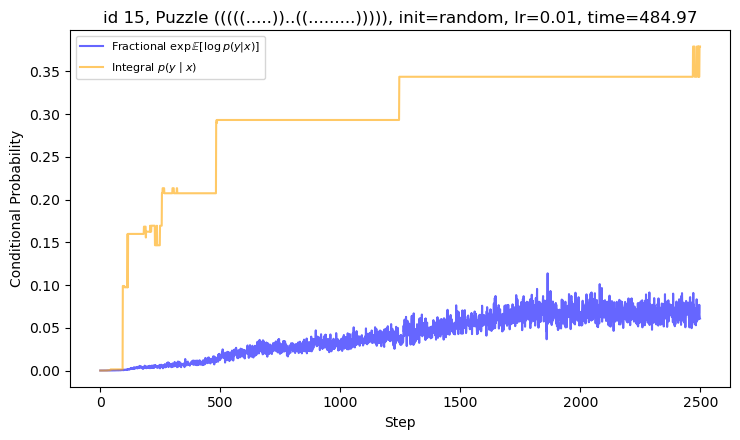 id 15, Puzzle (((((.....))..((.........))))), init=random, lr=0.01, time=484.97
Fractional exp𝔼[log p(y|x)]
Integral p(y | x)
Conditional Probability
0.35
0.30
0.25
0.20
0.15
0.10
0.05
0.00
0 500 1000 1500 2000 2500
Step